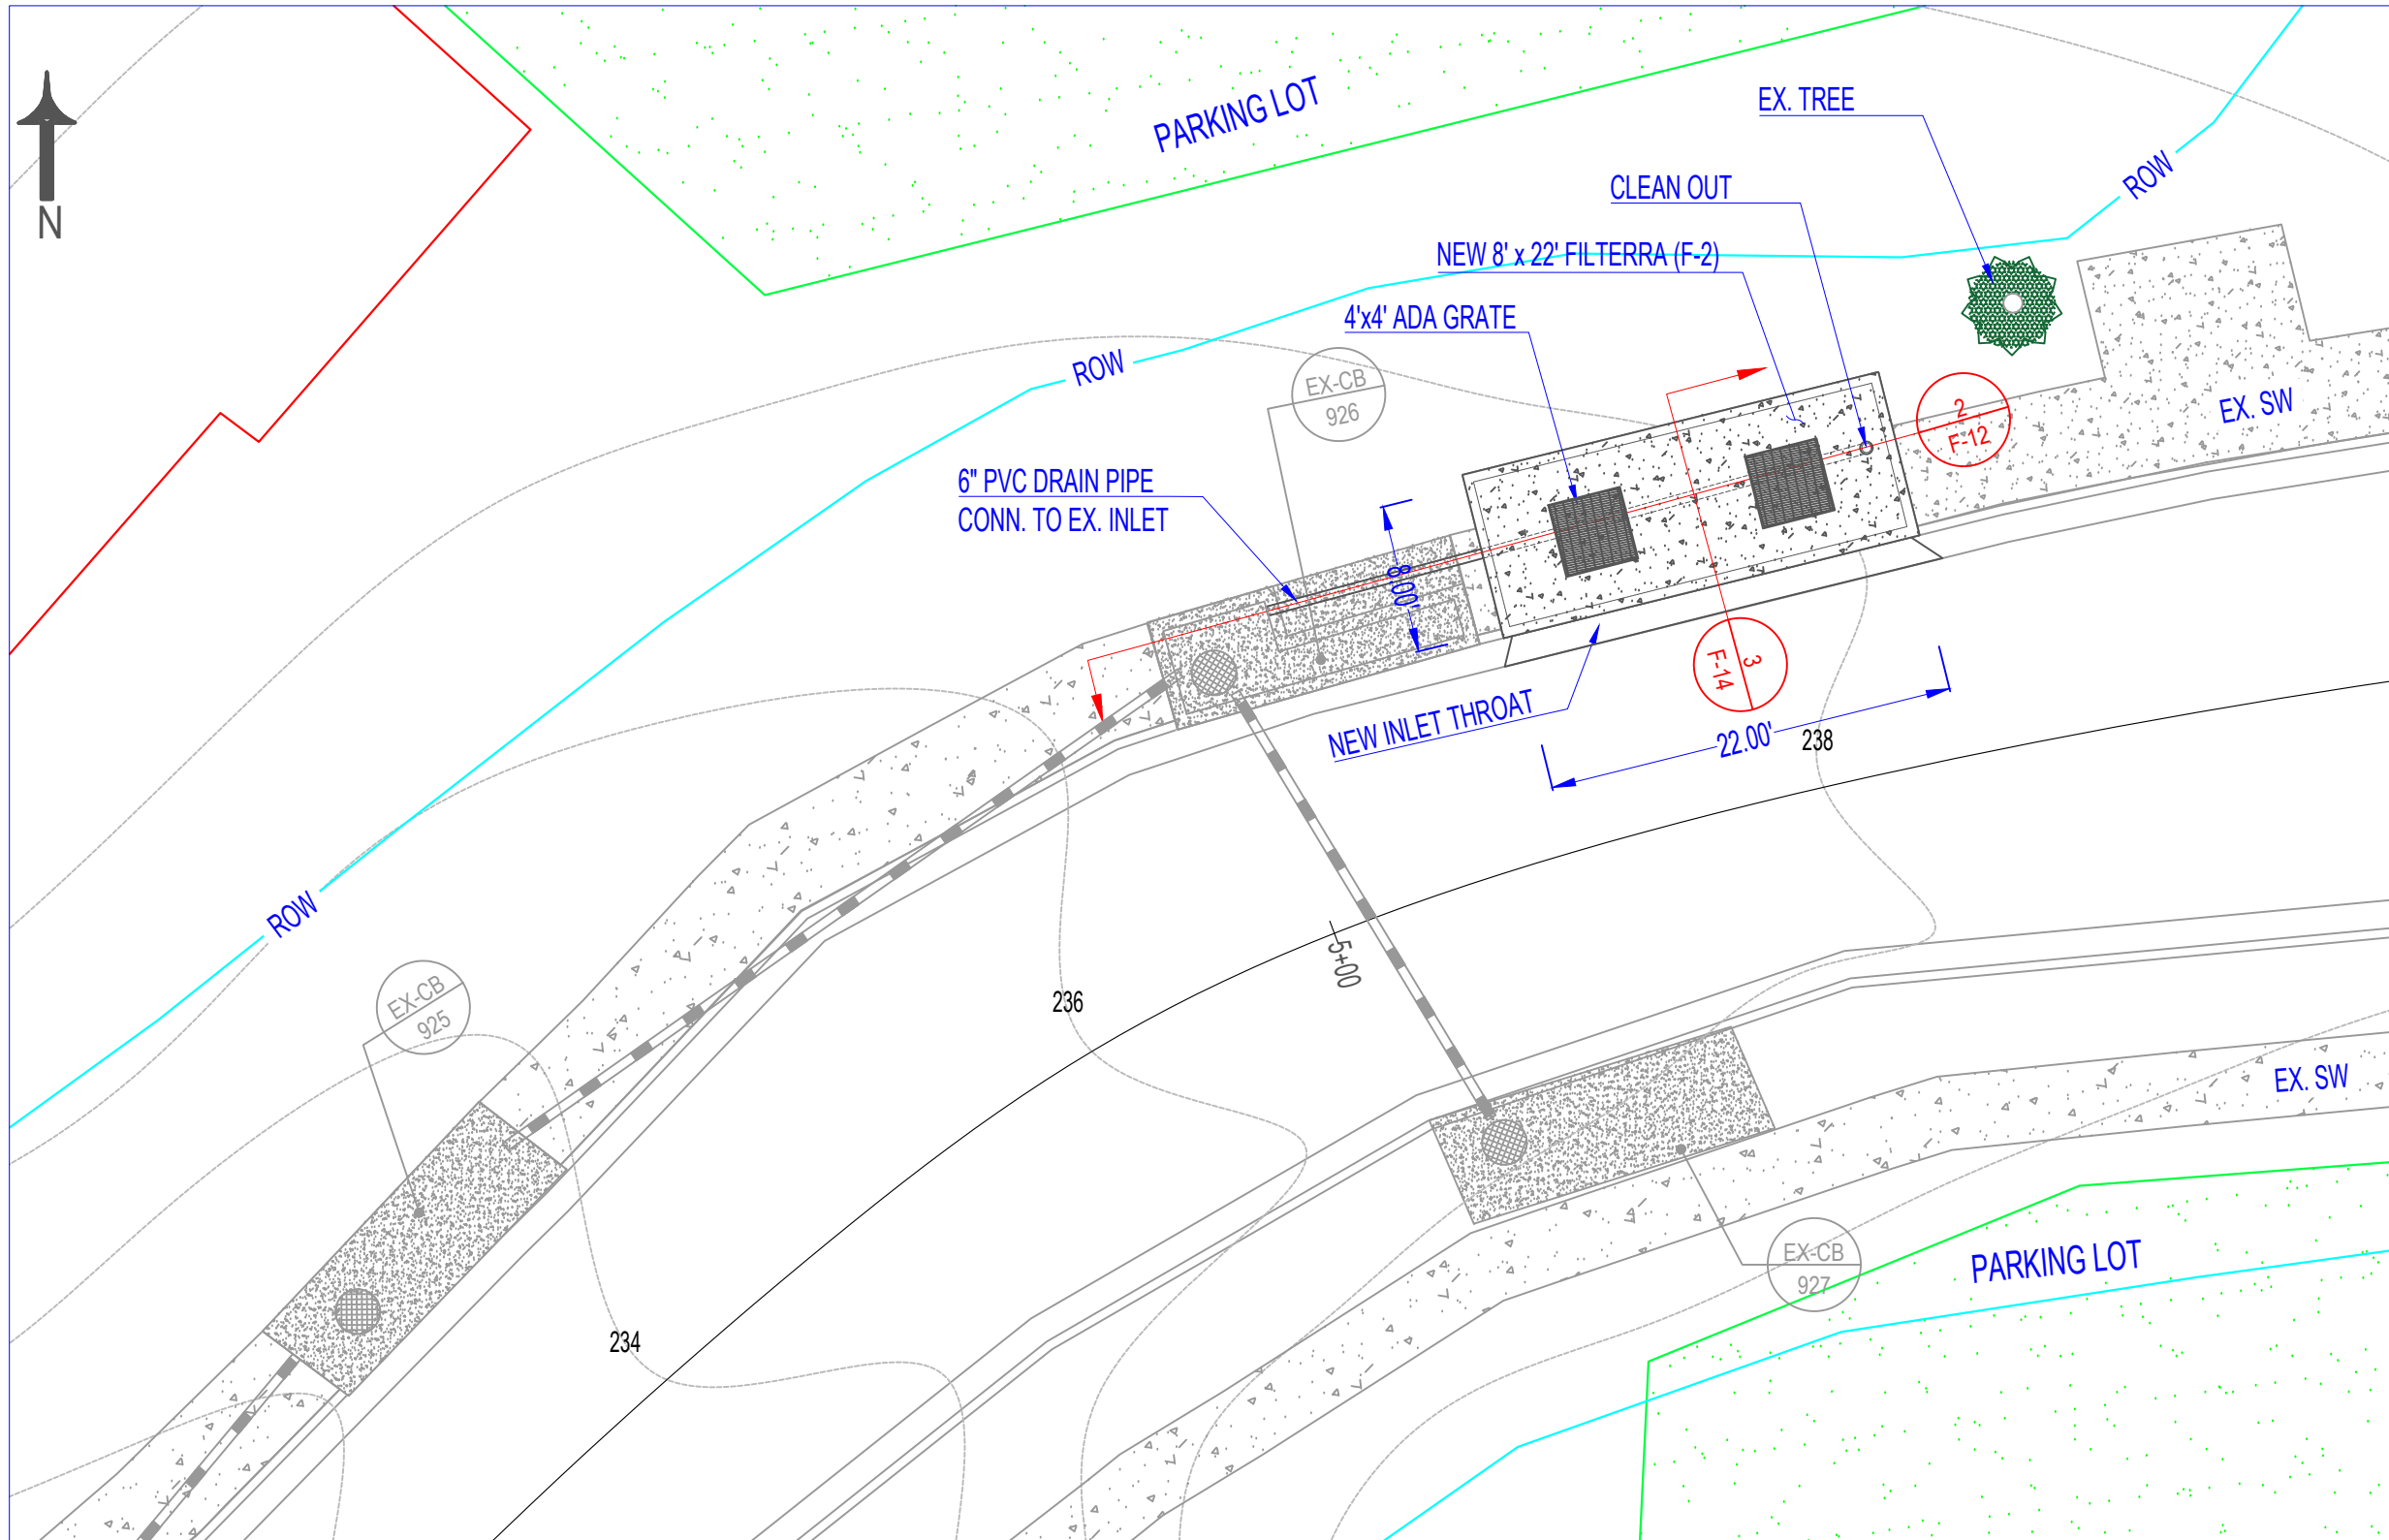 EX. TREE
PARKING LOT
ROW
CLEAN OUT
N
NEW 8' x 22' FILTERRA (F-2)
4'x4' ADA GRATE
ROW
EX-CB
926
2
F-12
EX. SW
6" PVC DRAIN PIPE
CONN. TO EX. INLET
8.00'
3
F-14
NEW INLET THROAT
22.00'
238
ROW
5+00
EX-CB
925
236
EX. SW
EX-CB
927
PARKING LOT
234